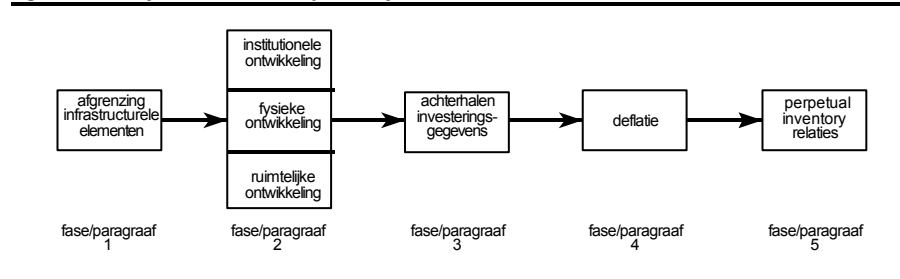 institutionele
ontwikkeling
afgrenzing
infrastructurele
elementen
fysieke
ontwikkeling
achterhalen
investerings-
gegevens
deflatie
perpetual
inventory
relaties
ruimtelijke
ontwikkeling
fase/paragraaf
1
fase/paragraaf
2
fase/paragraaf
3
fase/paragraaf
4
fase/paragraaf
5